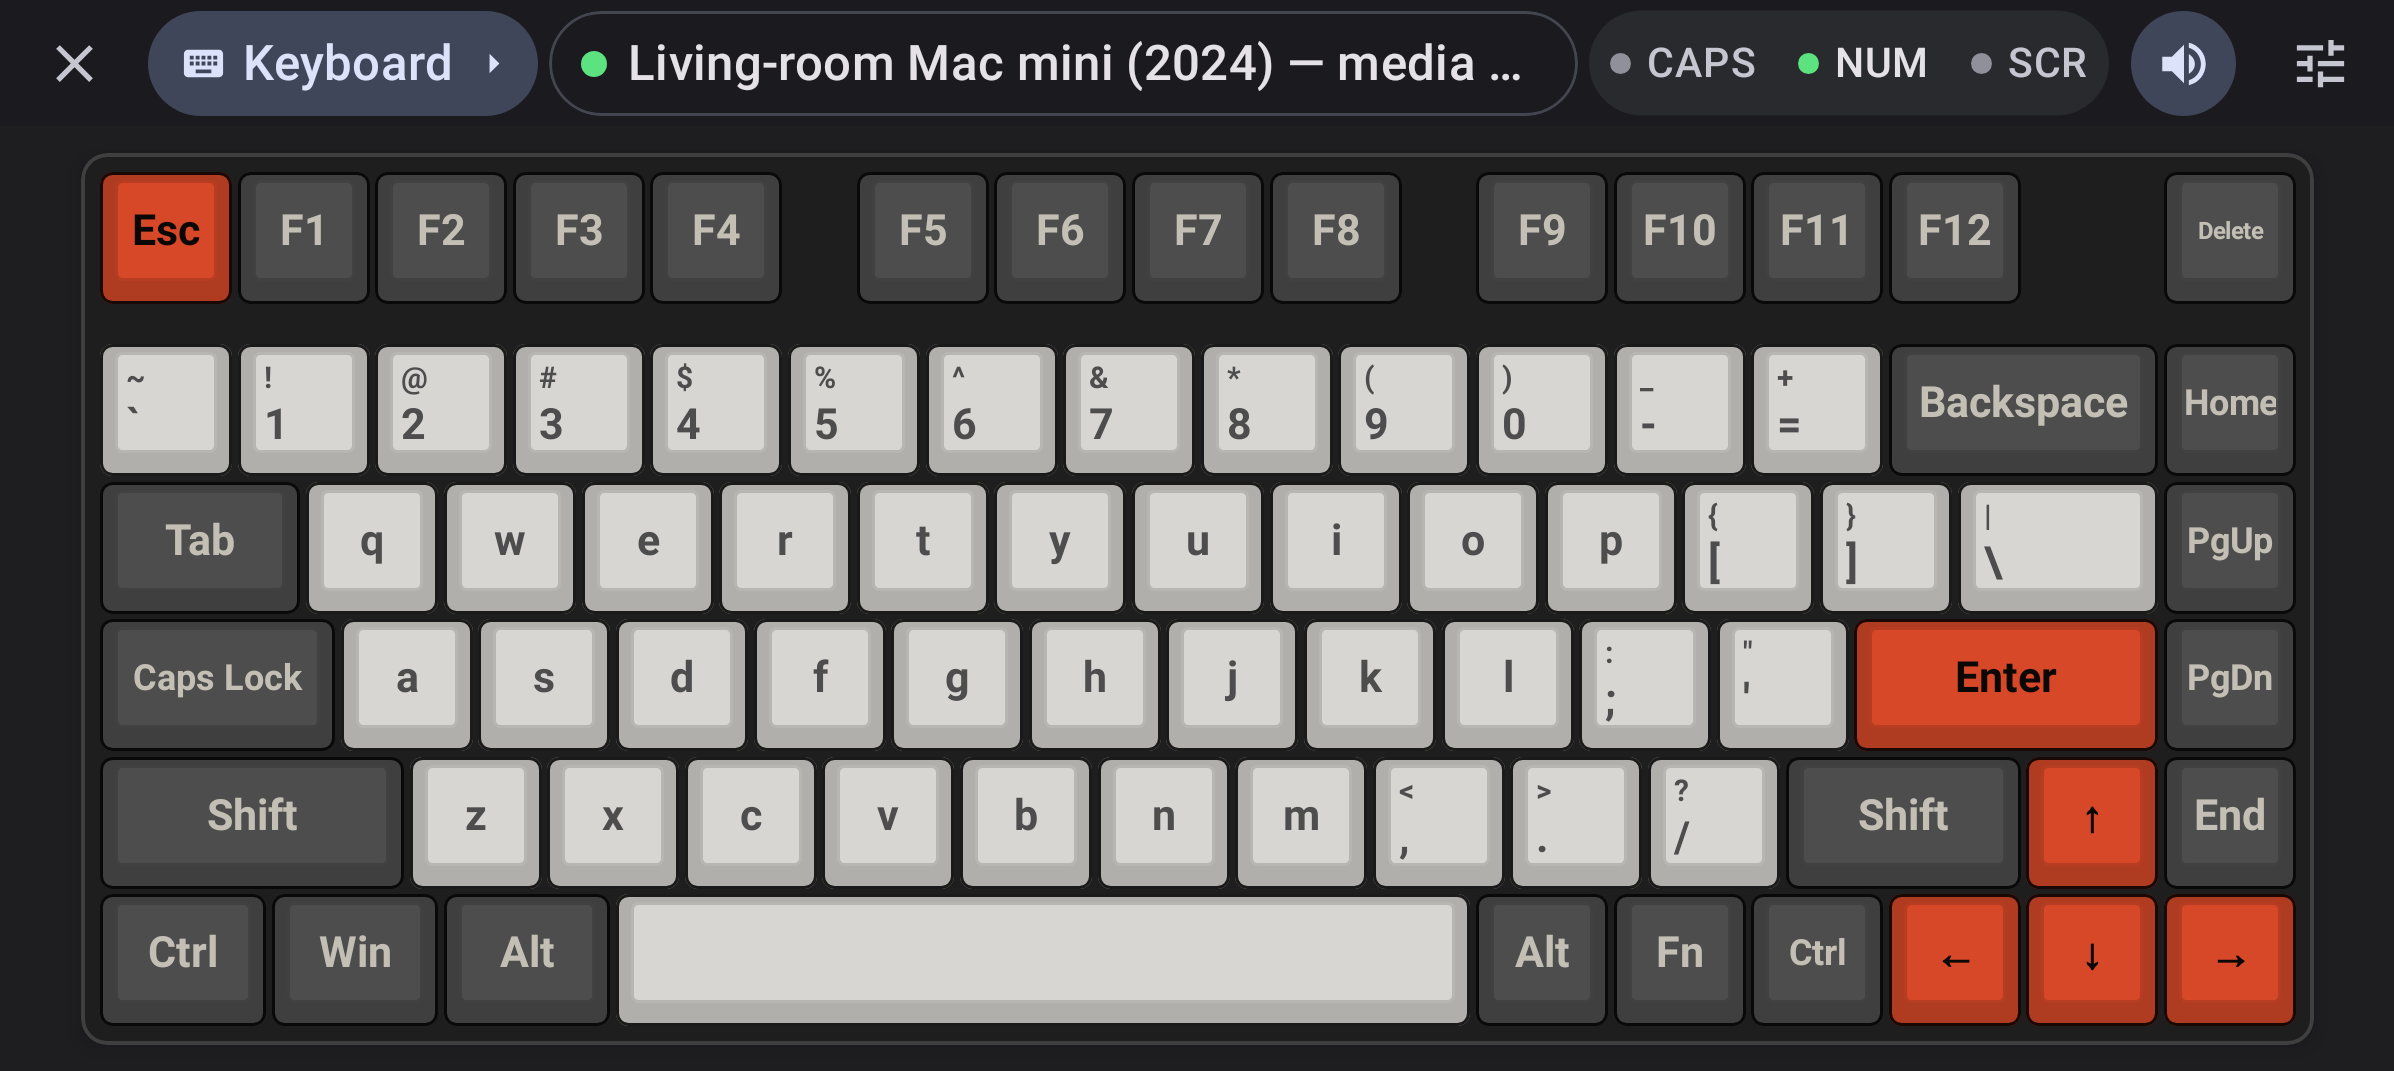 Keyboard Living-room Mac mini (2024) — media ... CAPS NUM SCR
Esc F1 F2 F3 F4 F5 F6 F7 F8 F9 F10 F11 F12 Delete
~ ! @ # $ % ^ & * ( ) _ +
` 1 2 3 4 5 6 7 8 9 0 - = Backspace Home
Tab q w e r t y u i o p { } | PgUp
[ ] \
Caps Lock a s d f g h j k l : " Enter PgDn
; '
Shift z x c v b n m < > ? Shift ↑ End
, . /
Ctrl Win Alt Alt Fn Ctrl ← ↓ →